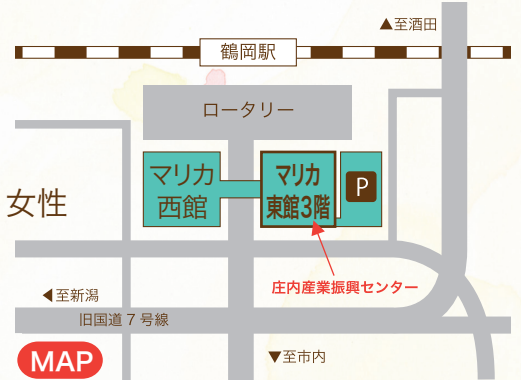 ▲至酒田
鶴岡駅
ロータリー
マリカ
西館
マリカ
東館3階
P
女性
庄内産業振興センター
◀至新潟
旧国道7号線
MAP
▼至市内